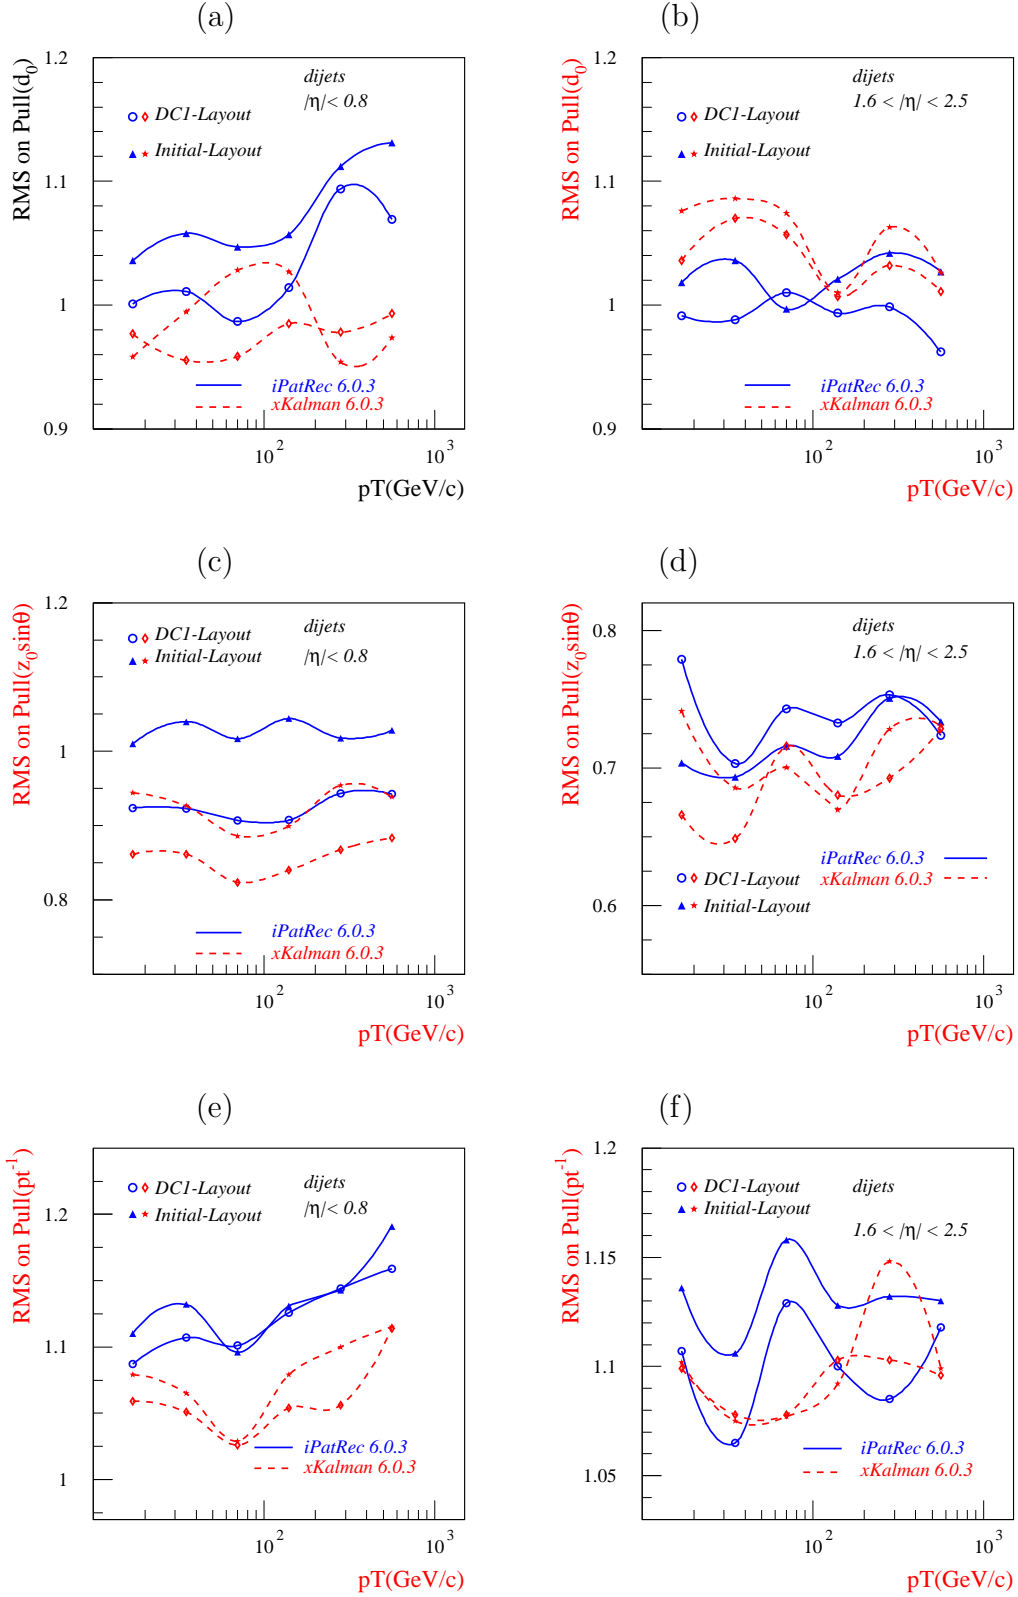 (a)
RMS on Pull(d0)
1.2
1.1
1
0.9
dijets
|η|< 0.8
DC1-Layout
Initial-Layout
iPatRec 6.0.3
xKalman 6.0.3
10^2
10^3
pT(GeV/c)
(b)
RMS on Pull(d0)
1.2
1.1
1
0.9
dijets
1.6 < |η| < 2.5
DC1-Layout
Initial-Layout
iPatRec 6.0.3
xKalman 6.0.3
10^2
10^3
pT(GeV/c)
(c)
RMS on Pull(z0sinθ)
1.2
1
0.8
DC1-Layout
Initial-Layout
dijets
|η|< 0.8
iPatRec 6.0.3
xKalman 6.0.3
10^2
10^3
pT(GeV/c)
(d)
RMS on Pull(z0sinθ)
0.8
0.7
0.6
dijets
1.6 < |η| < 2.5
iPatRec 6.0.3
xKalman 6.0.3
DC1-Layout
Initial-Layout
10^2
10^3
pT(GeV/c)
(e)
RMS on Pull(pt^-1)
1.2
1.1
1
DC1-Layout
Initial-Layout
dijets
|η|< 0.8
iPatRec 6.0.3
xKalman 6.0.3
10^2
10^3
pT(GeV/c)
(f)
RMS on Pull(pt^-1)
1.2
1.15
1.1
1.05
DC1-Layout
Initial-Layout
dijets
1.6 < |η| < 2.5
iPatRec 6.0.3
xKalman 6.0.3
10^2
10^3
pT(GeV/c)